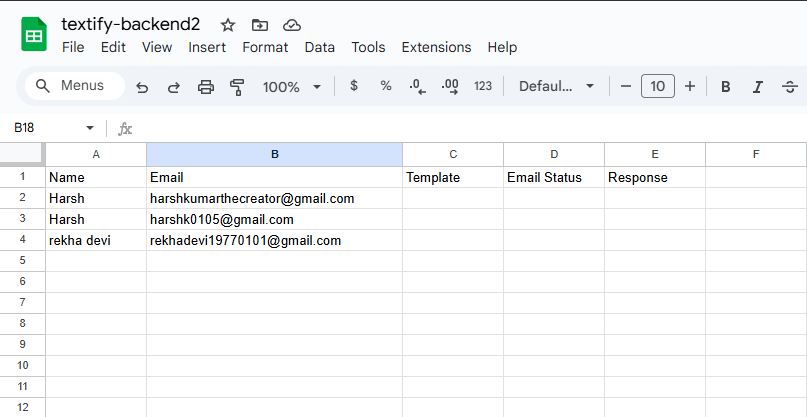 textify-backend2
File Edit View Insert Format Data Tools Extensions Help
Menus 100% $ % .0 .00 123 Defaul... − 10 + B I S
B18 fx
A B C D E F
1 Name Email Template Email Status Response
2 Harsh harshkumarthecreator@gmail.com
3 Harsh harshk0105@gmail.com
4 rekha devi rekhadevi19770101@gmail.com
5
6
7
8
9
10
11
12